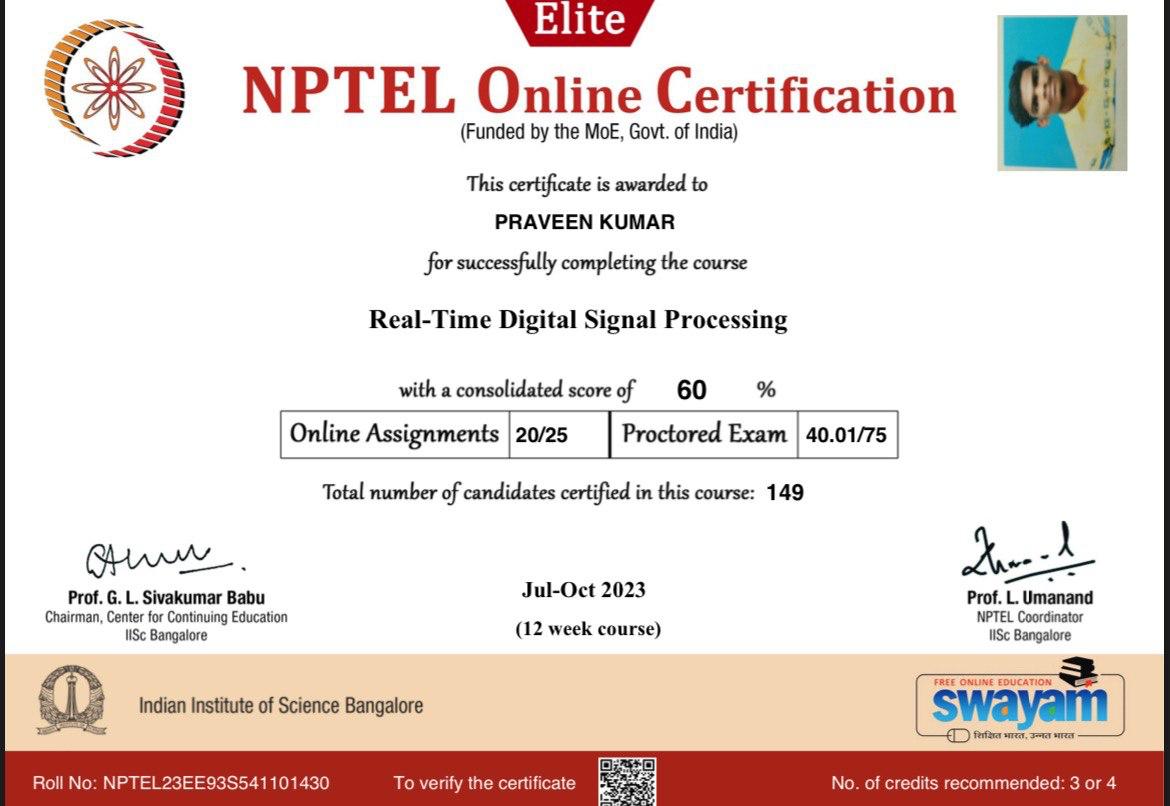 Elite
NPTEL Online Certification
(Funded by the MoE, Govt. of India)
This certificate is awarded to
PRAVEEN KUMAR
for successfully completing the course
Real-Time Digital Signal Processing
with a consolidated score of 60 %
Online Assignments 20/25 Proctored Exam 40.01/75
Total number of candidates certified in this course: 149
Prof. G. L. Sivakumar Babu
Chairman, Center for Continuing Education
IISc Bangalore
Jul-Oct 2023
(12 week course)
Prof. L. Umanand
NPTEL Coordinator
IISc Bangalore
Indian Institute of Science Bangalore
FREE ONLINE EDUCATION
swayam
शिक्षित भारत, उन्नत भारत
Roll No: NPTEL23EE93S541101430 To verify the certificate No. of credits recommended: 3 or 4